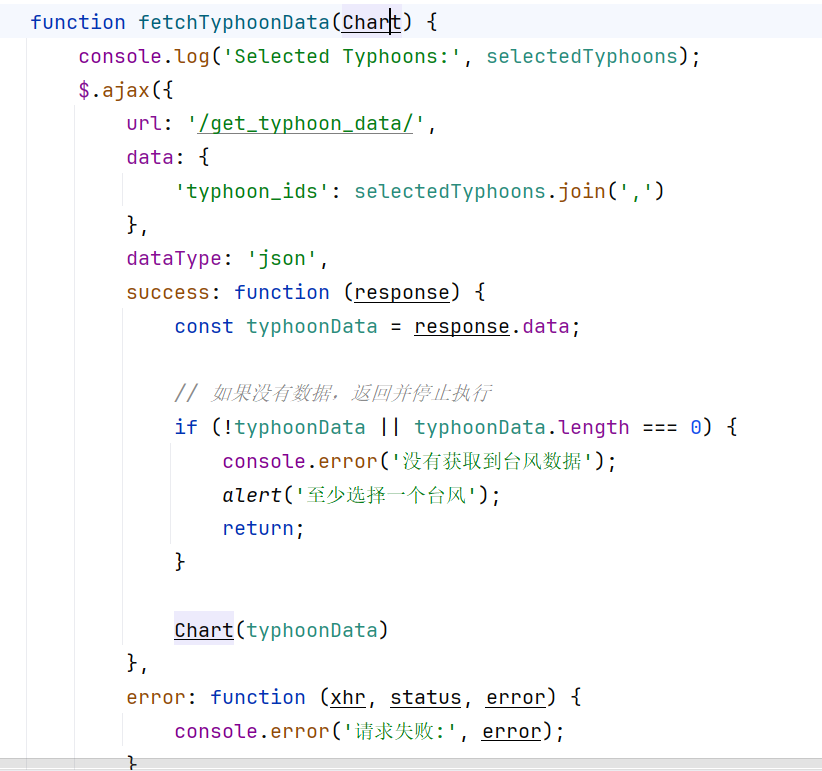 function fetchTyphoonData(Chart) {
console.log('Selected Typhoons:', selectedTyphoons);
$.ajax({
url: '/get_typhoon_data/',
data: {
'typhoon_ids': selectedTyphoons.join(',')
},
dataType: 'json',
success: function (response) {
const typhoonData = response.data;
// 如果没有数据，返回并停止执行
if (!typhoonData || typhoonData.length === 0) {
console.error('没有获取到台风数据');
alert('至少选择一个台风');
return;
}
Chart(typhoonData)
},
error: function (xhr, status, error) {
console.error('请求失败:', error);
}